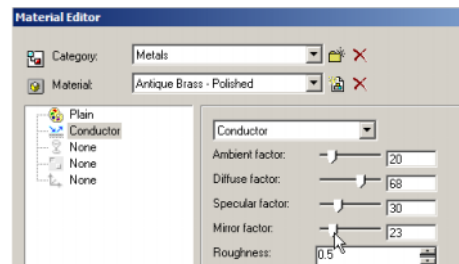 Material Editor
Category: Metals
Material: Antique Brass - Polished
Plain
Conductor
None
None
None
Conductor
Ambient factor: 20
Diffuse factor: 68
Specular factor: 30
Mirror factor: 23
Roughness: 0.5